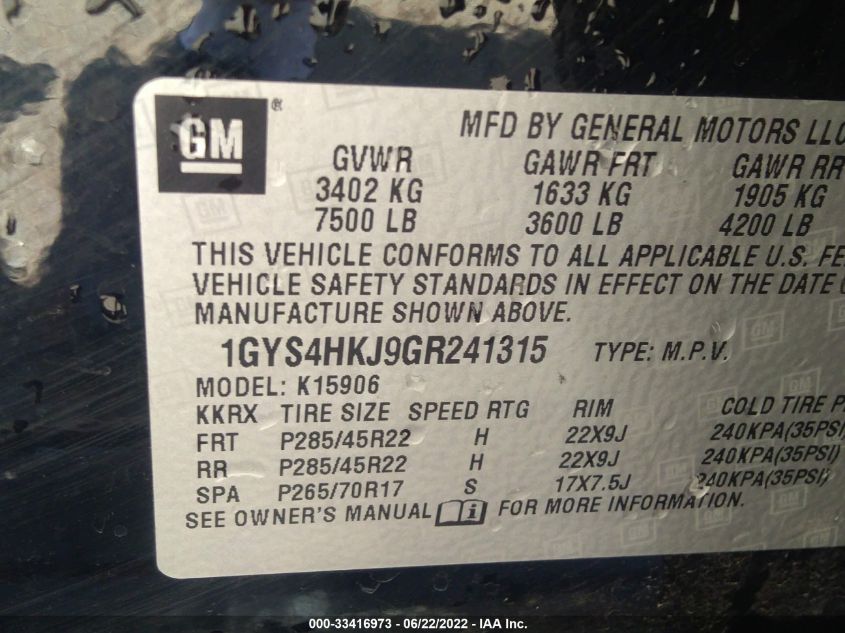 GM ®
MFD BY GENERAL MOTORS LLC
GVWR GAWR FRT GAWR RR
3402 KG 1633 KG 1905 KG
7500 LB 3600 LB 4200 LB
THIS VEHICLE CONFORMS TO ALL APPLICABLE U.S. FE
VEHICLE SAFETY STANDARDS IN EFFECT ON THE DATE O
MANUFACTURE SHOWN ABOVE.
1GYS4HKJ9GR241315 TYPE: M.P.V.
MODEL: K15906
KKRX TIRE SIZE SPEED RTG RIM COLD TIRE P
FRT P285/45R22 H 22X9J 240KPA(35PSI)
RR P285/45R22 H 22X9J 240KPA(35PSI)
SPA P265/70R17 S 17X7.5J 240KPA(35PSI)
SEE OWNER'S MANUAL FOR MORE INFORMATION.
000-33416973 - 06/22/2022 - IAA Inc.